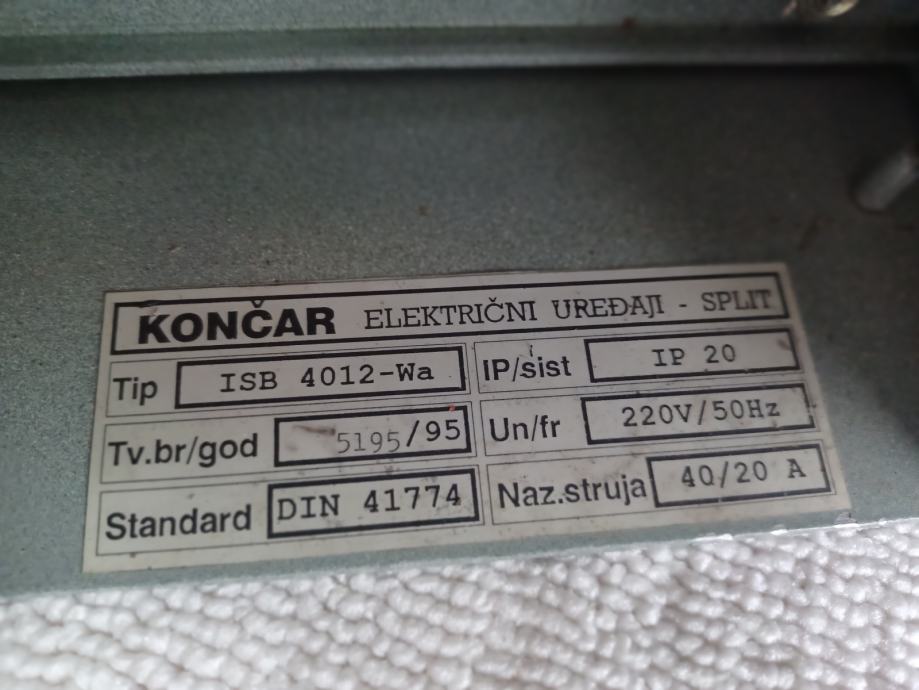 KONČAR ELEKTRIČNI UREĐAJI - SPLIT
Tip ISB 4012-Wa IP/sist IP 20
Tv.br/god 5195/95 Un/fr 220V/50Hz
Standard DIN 41774 Naz.struja 40/20 A